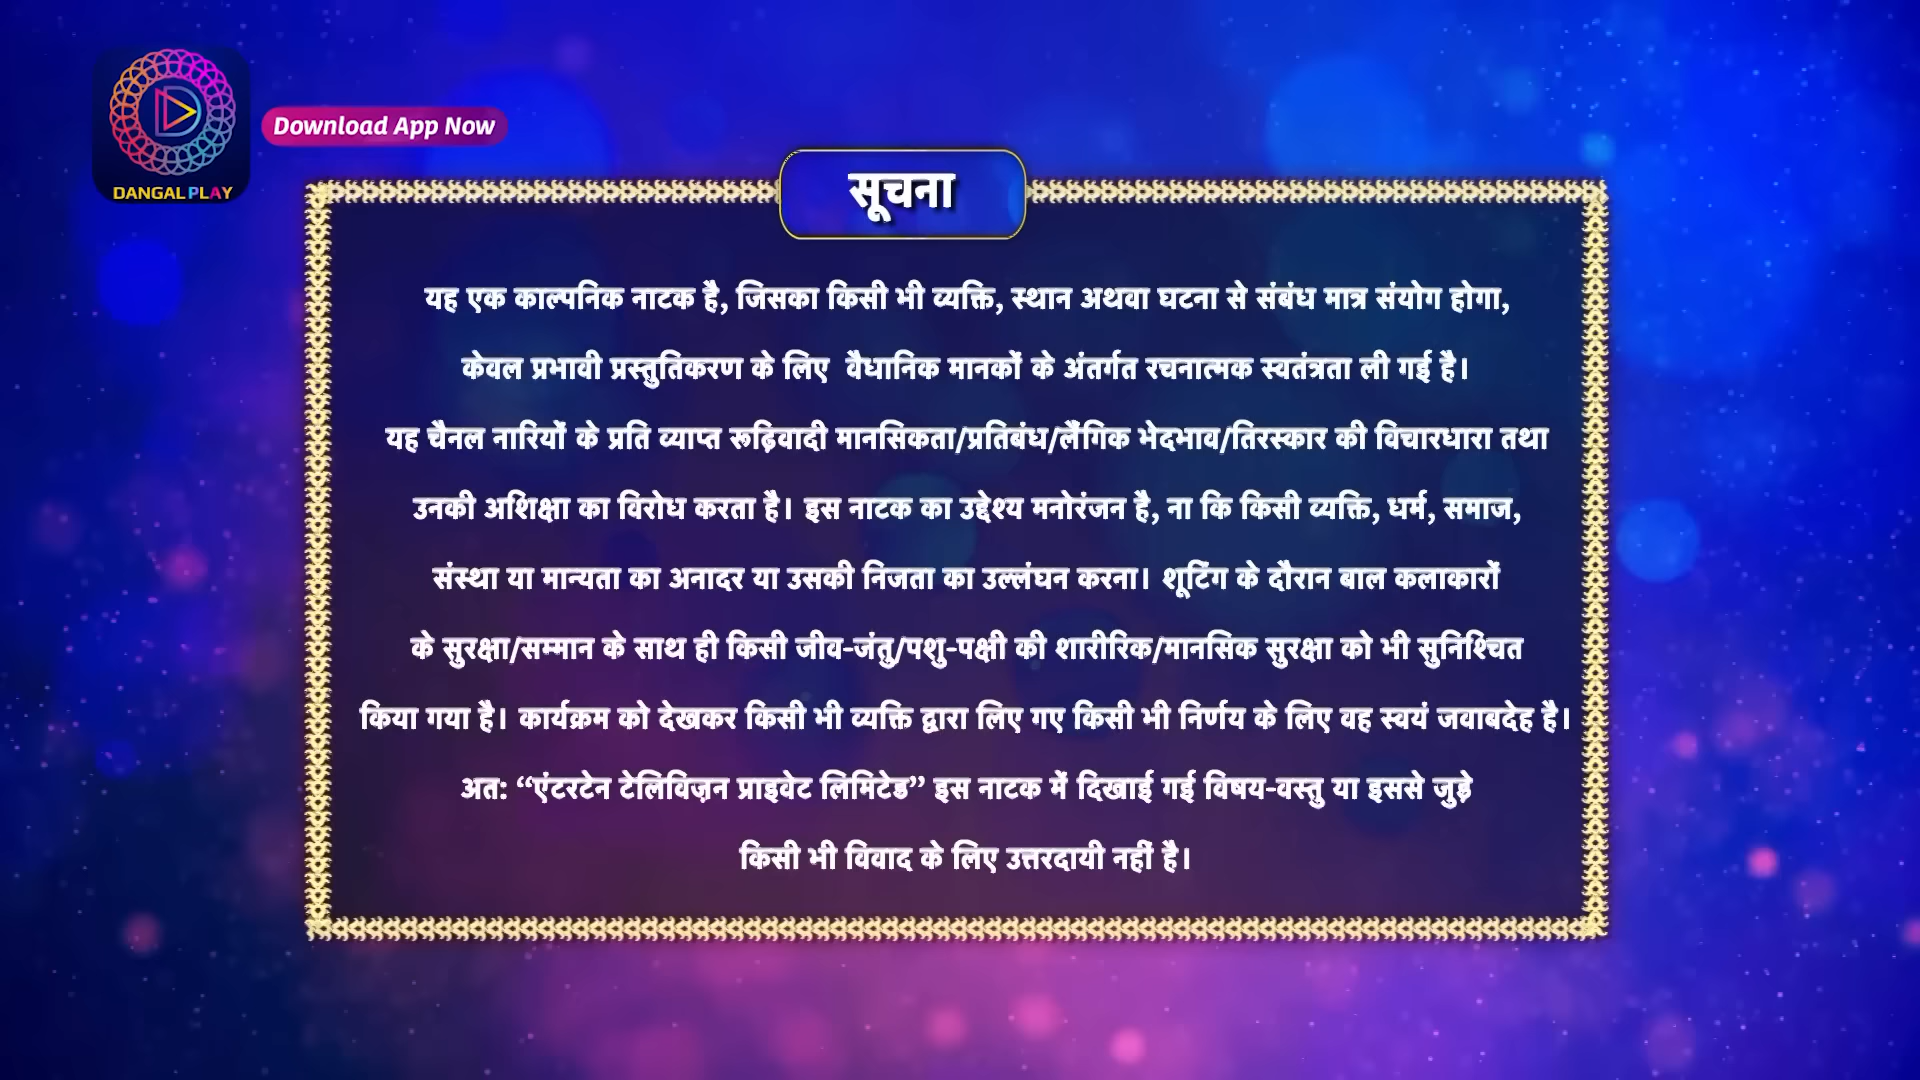 DANGAL PLAY
Download App Now
सूचना
यह एक काल्पनिक नाटक है, जिसका किसी भी व्यक्ति, स्थान अथवा घटना से संबंध मात्र संयोग होगा,
केवल प्रभावी प्रस्तुतिकरण के लिए वैधानिक मानकों के अंतर्गत रचनात्मक स्वतंत्रता ली गई है।
यह चैनल नारियों के प्रति व्याप्त रूढ़िवादी मानसिकता/प्रतिबंध/लैंगिक भेदभाव/तिरस्कार की विचारधारा तथा
उनकी अशिक्षा का विरोध करता है। इस नाटक का उद्देश्य मनोरंजन है, ना कि किसी व्यक्ति, धर्म, समाज,
संस्था या मान्यता का अनादर या उसकी निजता का उल्लंघन करना। शूटिंग के दौरान बाल कलाकारों
के सुरक्षा/सम्मान के साथ ही किसी जीव-जंतु/पशु-पक्षी की शारीरिक/मानसिक सुरक्षा को भी सुनिश्चित
किया गया है। कार्यक्रम को देखकर किसी भी व्यक्ति द्वारा लिए गए किसी भी निर्णय के लिए वह स्वयं जवाबदेह है।
अत: “एंटरटेन टेलिविज़न प्राइवेट लिमिटेड” इस नाटक में दिखाई गई विषय-वस्तु या इससे जुड़े
किसी भी विवाद के लिए उत्तरदायी नहीं है।